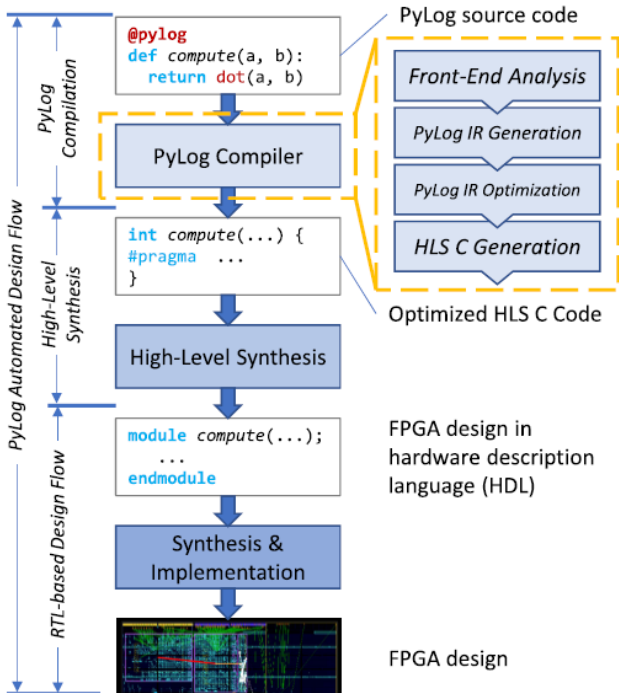 @pylog
def compute(a, b):
return dot(a, b)
PyLog source code
PyLog Compiler
Front-End Analysis
PyLog IR Generation
PyLog IR Optimization
HLS C Generation
int compute(...) {
#pragma ...
}
Optimized HLS C Code
High-Level Synthesis
module compute(...);
...
endmodule
FPGA design in
hardware description
language (HDL)
Synthesis &
Implementation
FPGA design
PyLog Automated Design Flow
PyLog
Compilation
High-Level
Synthesis
RTL-based Design Flow